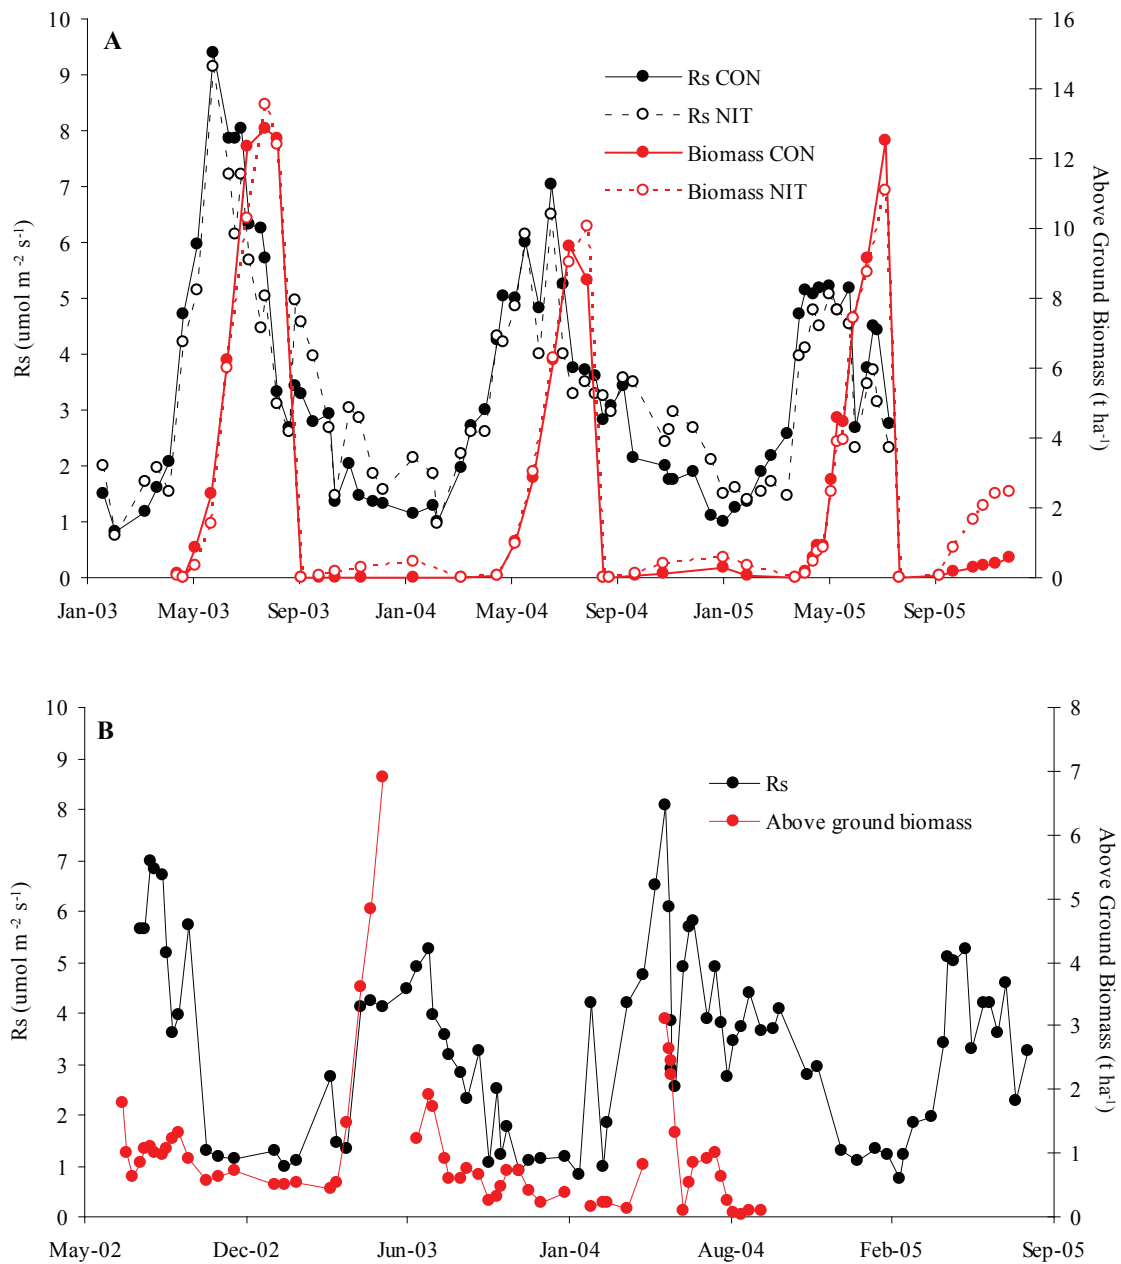 A
10
9
8
7
6
5
4
3
2
1
0
Rs (umol m⁻² s⁻¹)
16
14
12
10
8
6
4
2
0
Above Ground Biomass (t ha⁻¹)
Rs CON
Rs NIT
Biomass CON
Biomass NIT
Jan-03 May-03 Sep-03 Jan-04 May-04 Sep-04 Jan-05 May-05 Sep-05
B
10
9
8
7
6
5
4
3
2
1
0
Rs (umol m⁻² s⁻¹)
8
7
6
5
4
3
2
1
0
Above Ground Biomass (t ha⁻¹)
Rs
Above ground biomass
May-02 Dec-02 Jun-03 Jan-04 Aug-04 Feb-05 Sep-05